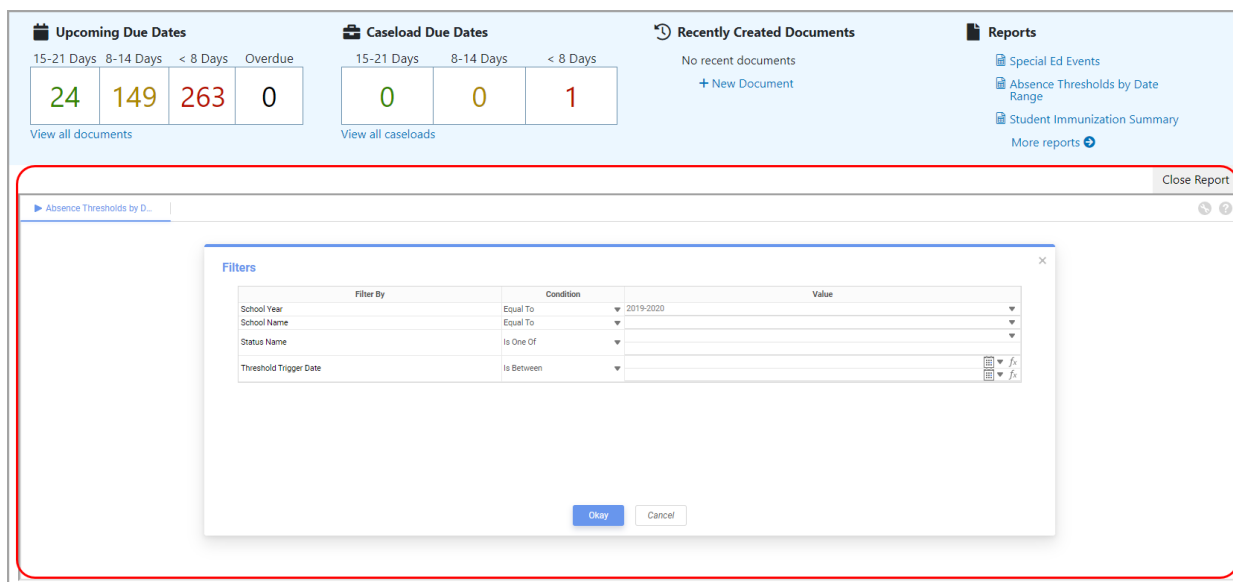 Upcoming Due Dates
15-21 Days 8-14 Days < 8 Days Overdue
24 149 263 0
View all documents
Caseload Due Dates
15-21 Days 8-14 Days < 8 Days
0 0 1
View all caseloads
Recently Created Documents
No recent documents
+ New Document
Reports
Special Ed Events
Absence Thresholds by Date
Range
Student Immunization Summary
More reports
Close Report
Absence Thresholds by D...
Filters
Filter By Condition Value
School Year Equal To 2019-2020
School Name Equal To
Status Name Is One Of
Threshold Trigger Date Is Between fx
fx
Okay Cancel